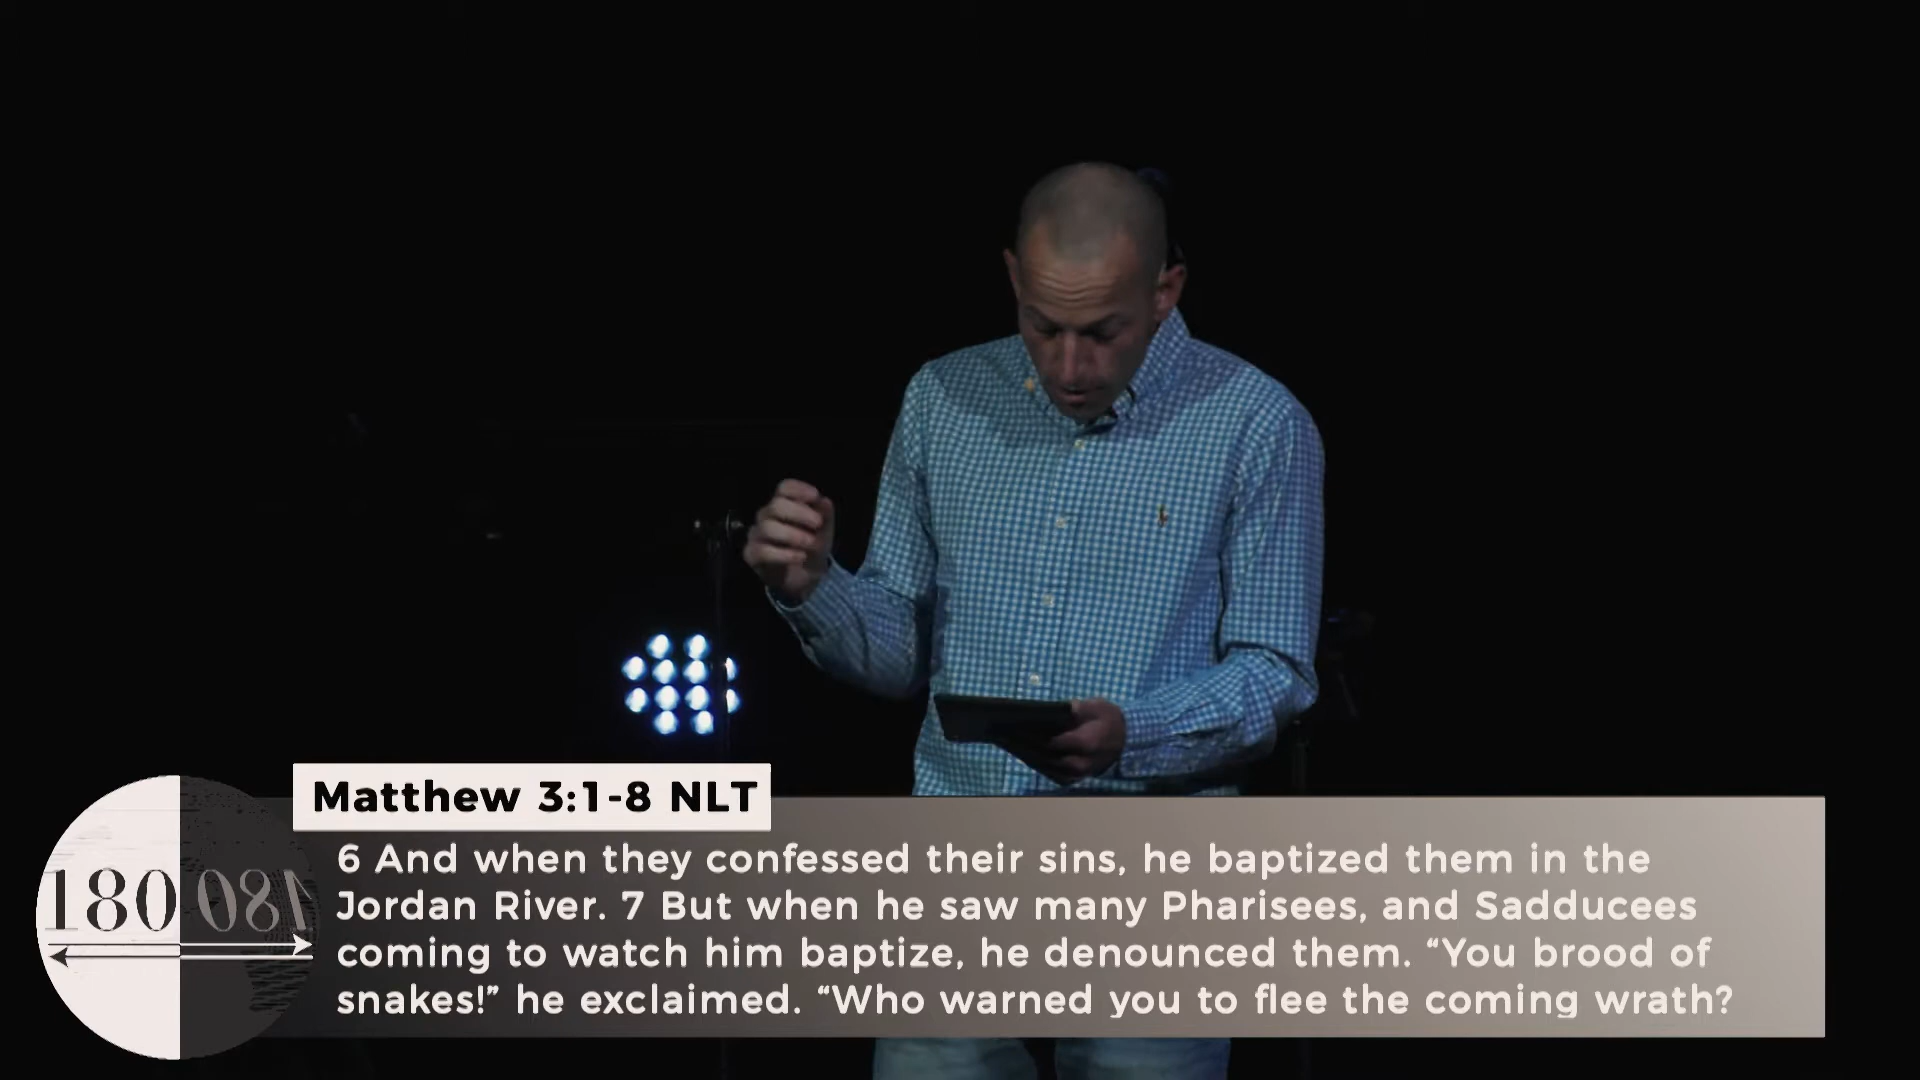 Matthew 3:1-8 NLT
6 And when they confessed their sins, he baptized them in the
Jordan River. 7 But when he saw many Pharisees, and Sadducees
coming to watch him baptize, he denounced them. “You brood of
snakes!” he exclaimed. “Who warned you to flee the coming wrath?
180 180